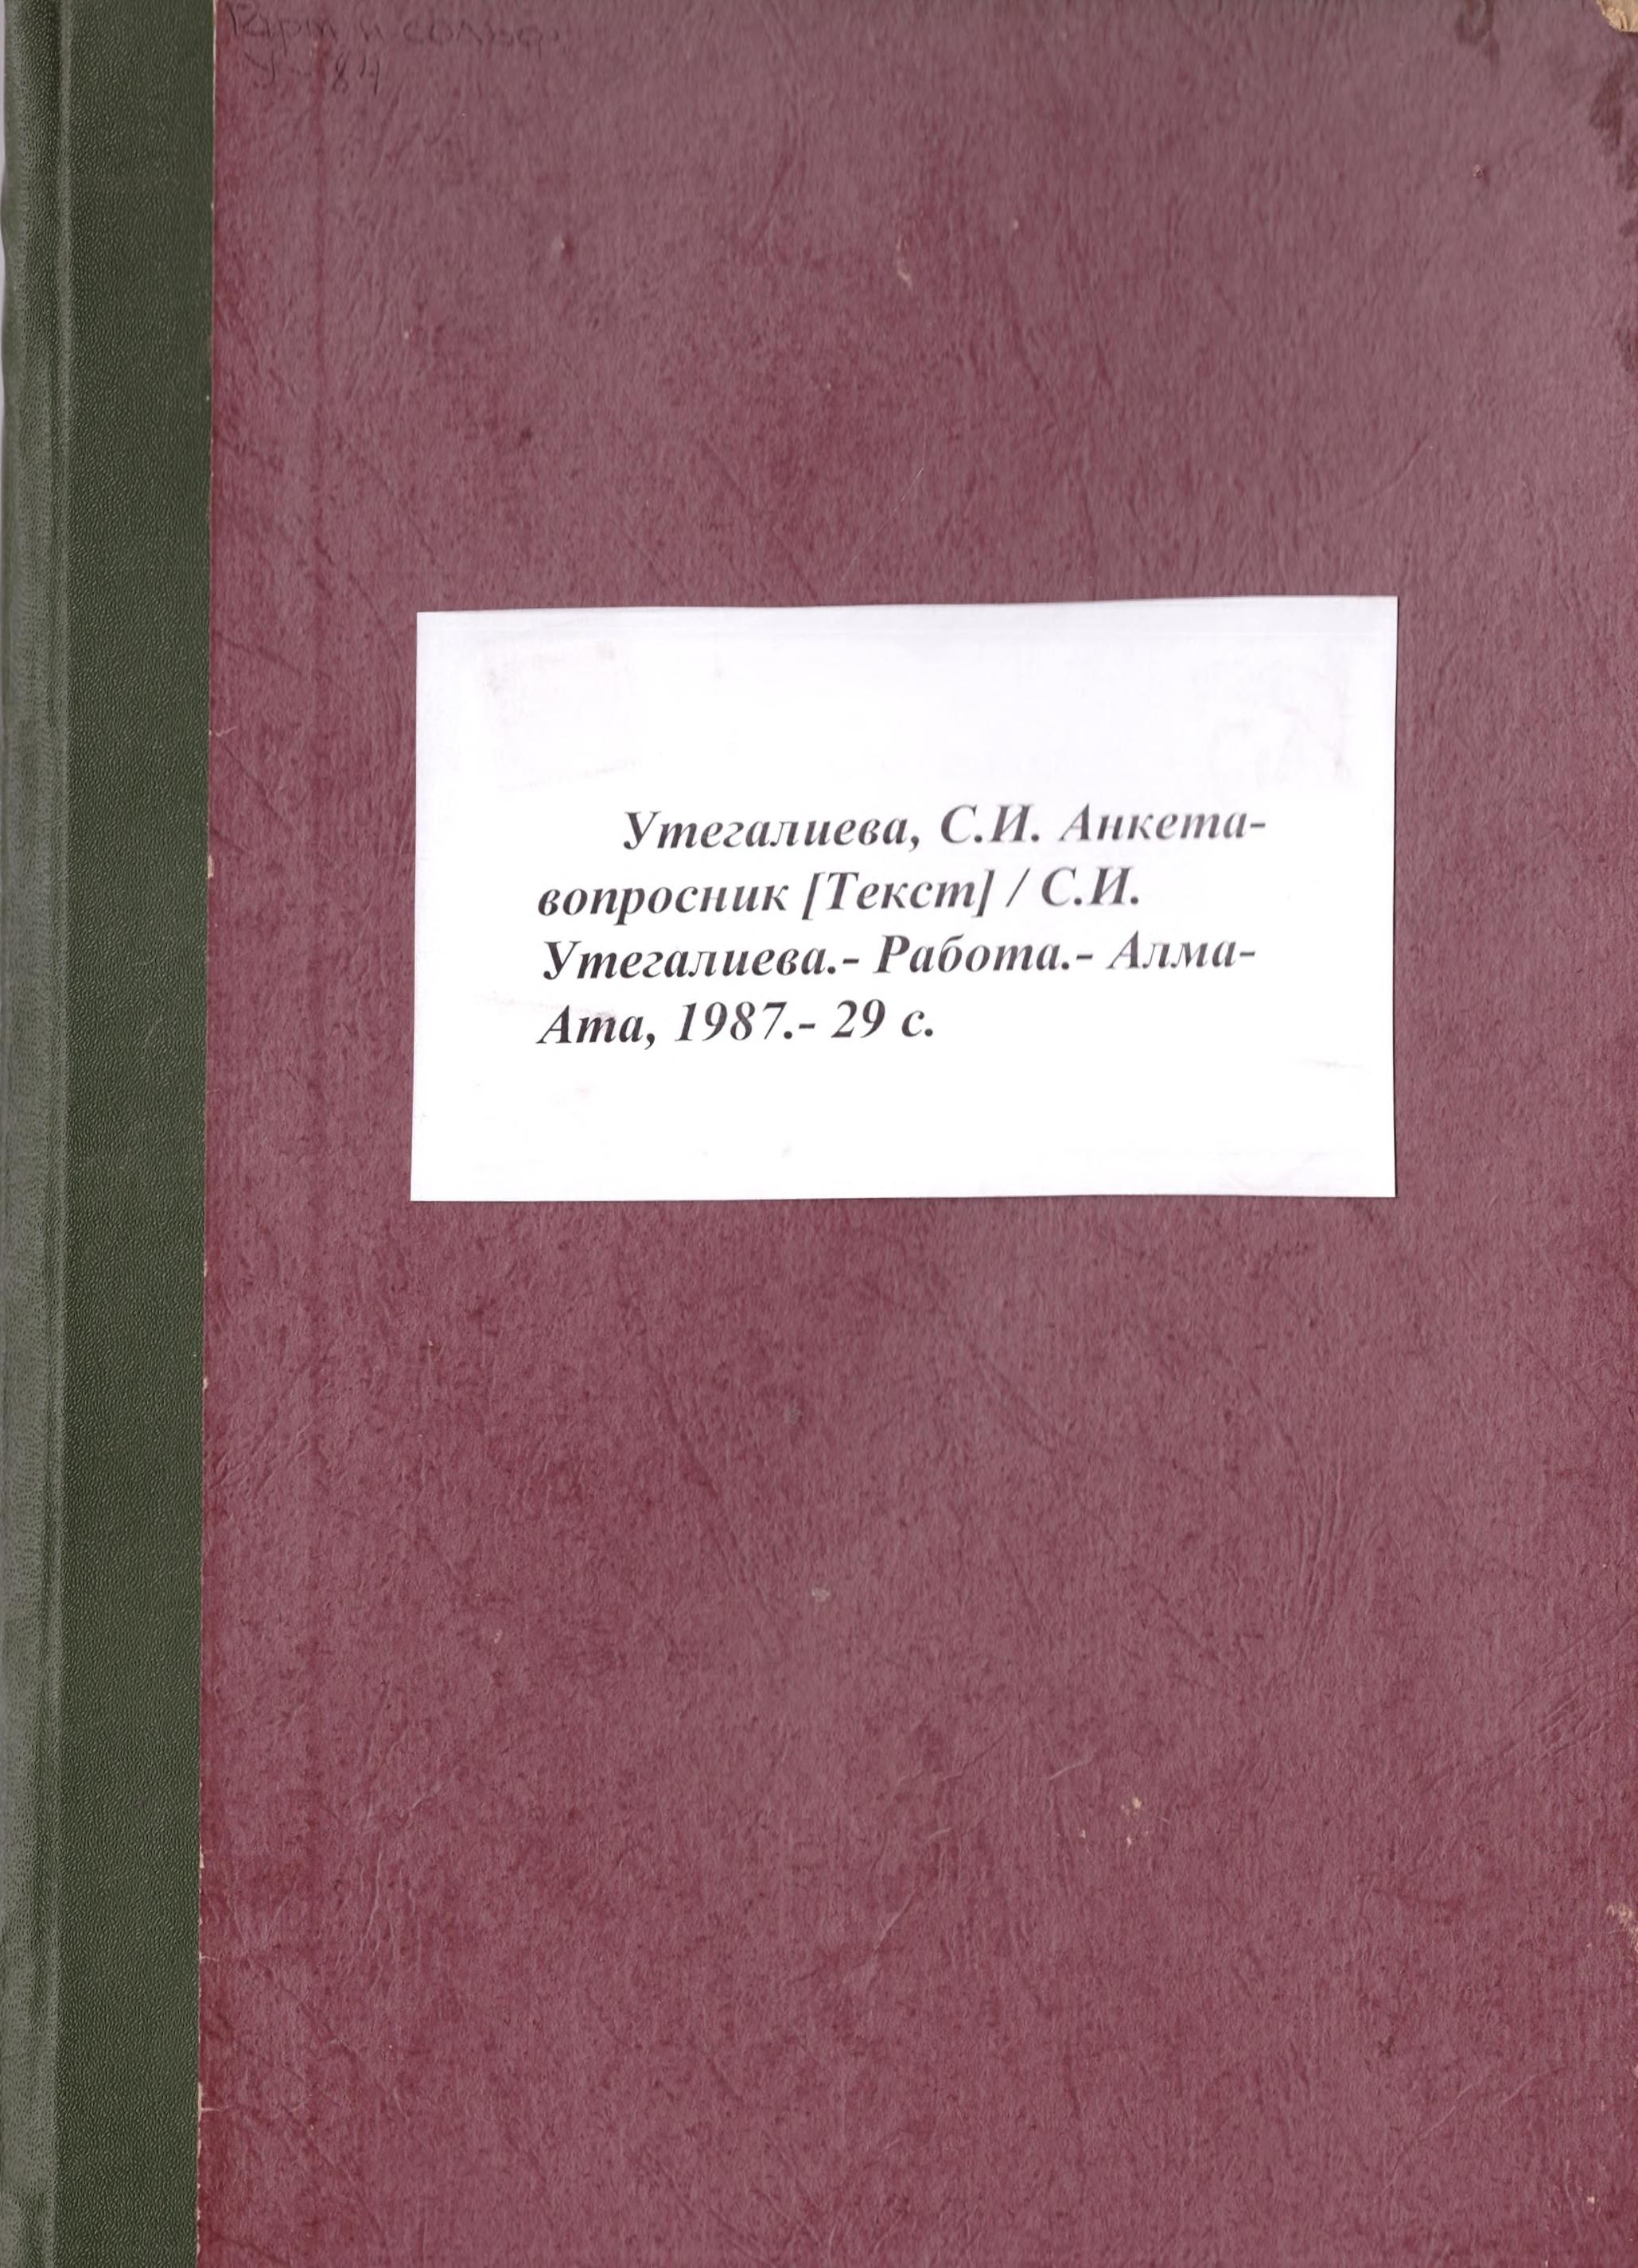 и
Утегалиева, С.И. Анкета-
вопросник [Текст] / С.И.
Утегалиева.- Работа.- Алма-
Ата, 1987.- 29 с.